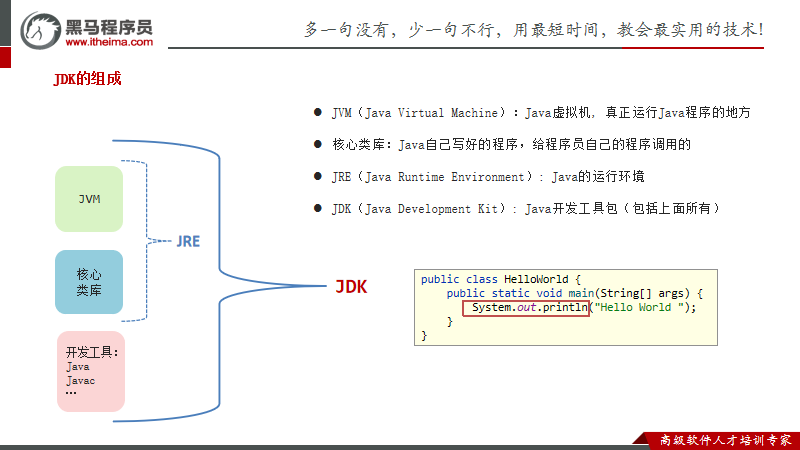 黑马程序员
www.itheima.com
多一句没有，少一句不行，用最短时间，教会最实用的技术！
JDK的组成
JVM（Java Virtual Machine）：Java虚拟机，真正运行Java程序的地方
核心类库：Java自己写好的程序，给程序员自己的程序调用的
JRE（Java Runtime Environment）：Java的运行环境
JDK（Java Development Kit）：Java开发工具包（包括上面所有）
JVM
核心
类库
开发工具：
Java
Javac
…
JRE
JDK
public class HelloWorld {
public static void main(String[] args) {
System.out.println("Hello World ");
}
}
高级软件人才培训专家